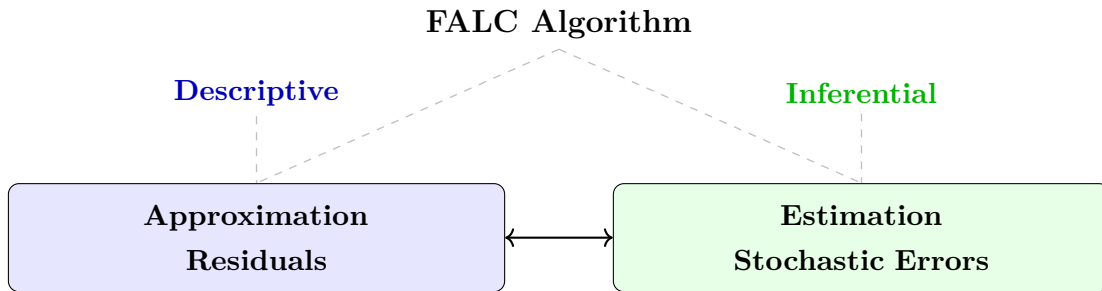 FALC Algorithm
Descriptive
Inferential
Approximation
Residuals
Estimation
Stochastic Errors